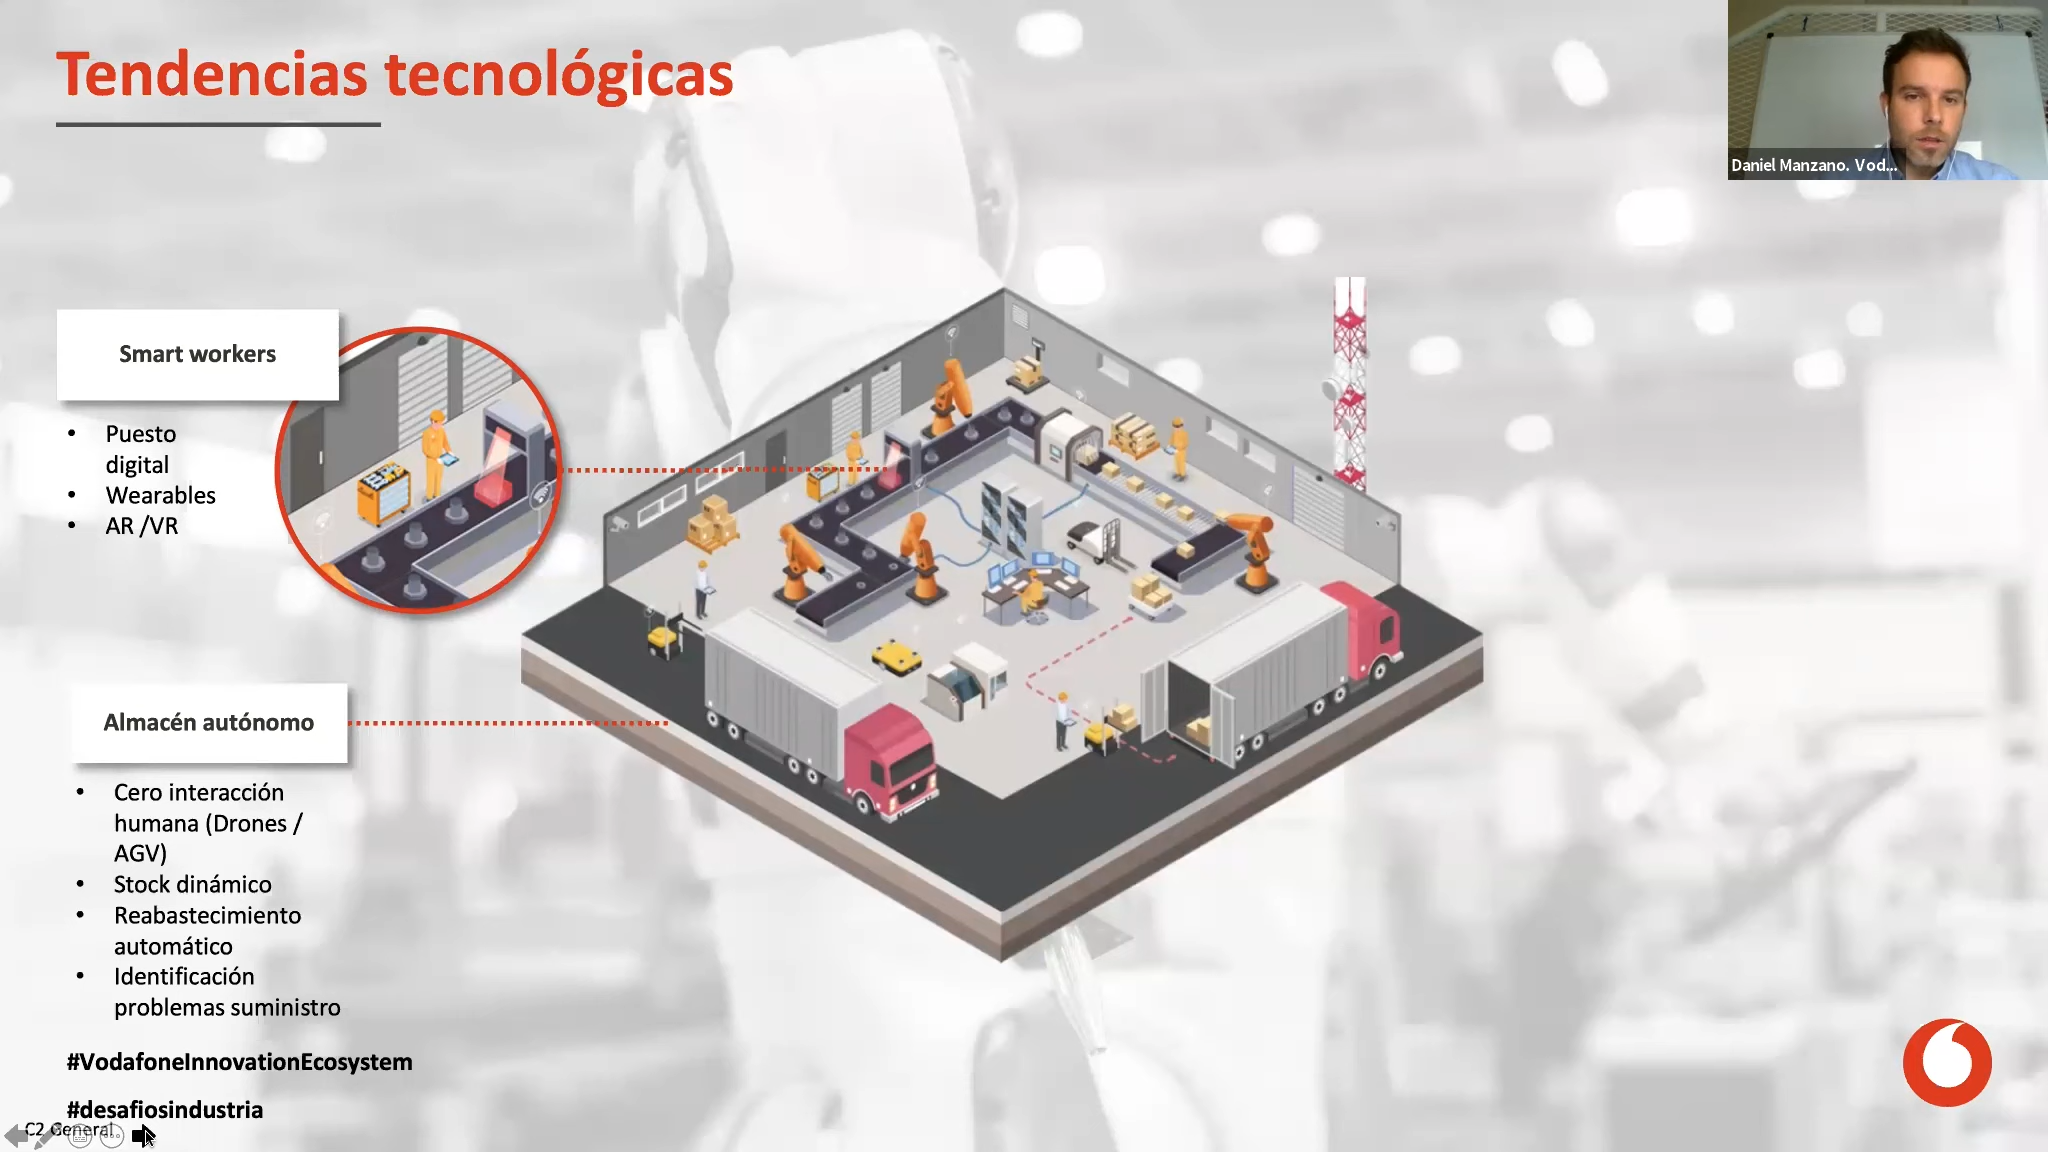 Tendencias tecnológicas
Daniel Manzano. Vod...
Smart workers
• Puesto
digital
• Wearables
• AR /VR
Almacén autónomo
• Cero interacción
humana (Drones /
AGV)
• Stock dinámico
• Reabastecimiento
automático
• Identificación
problemas suministro
#VodafoneInnovationEcosystem
#desafiosindustria
C2 General